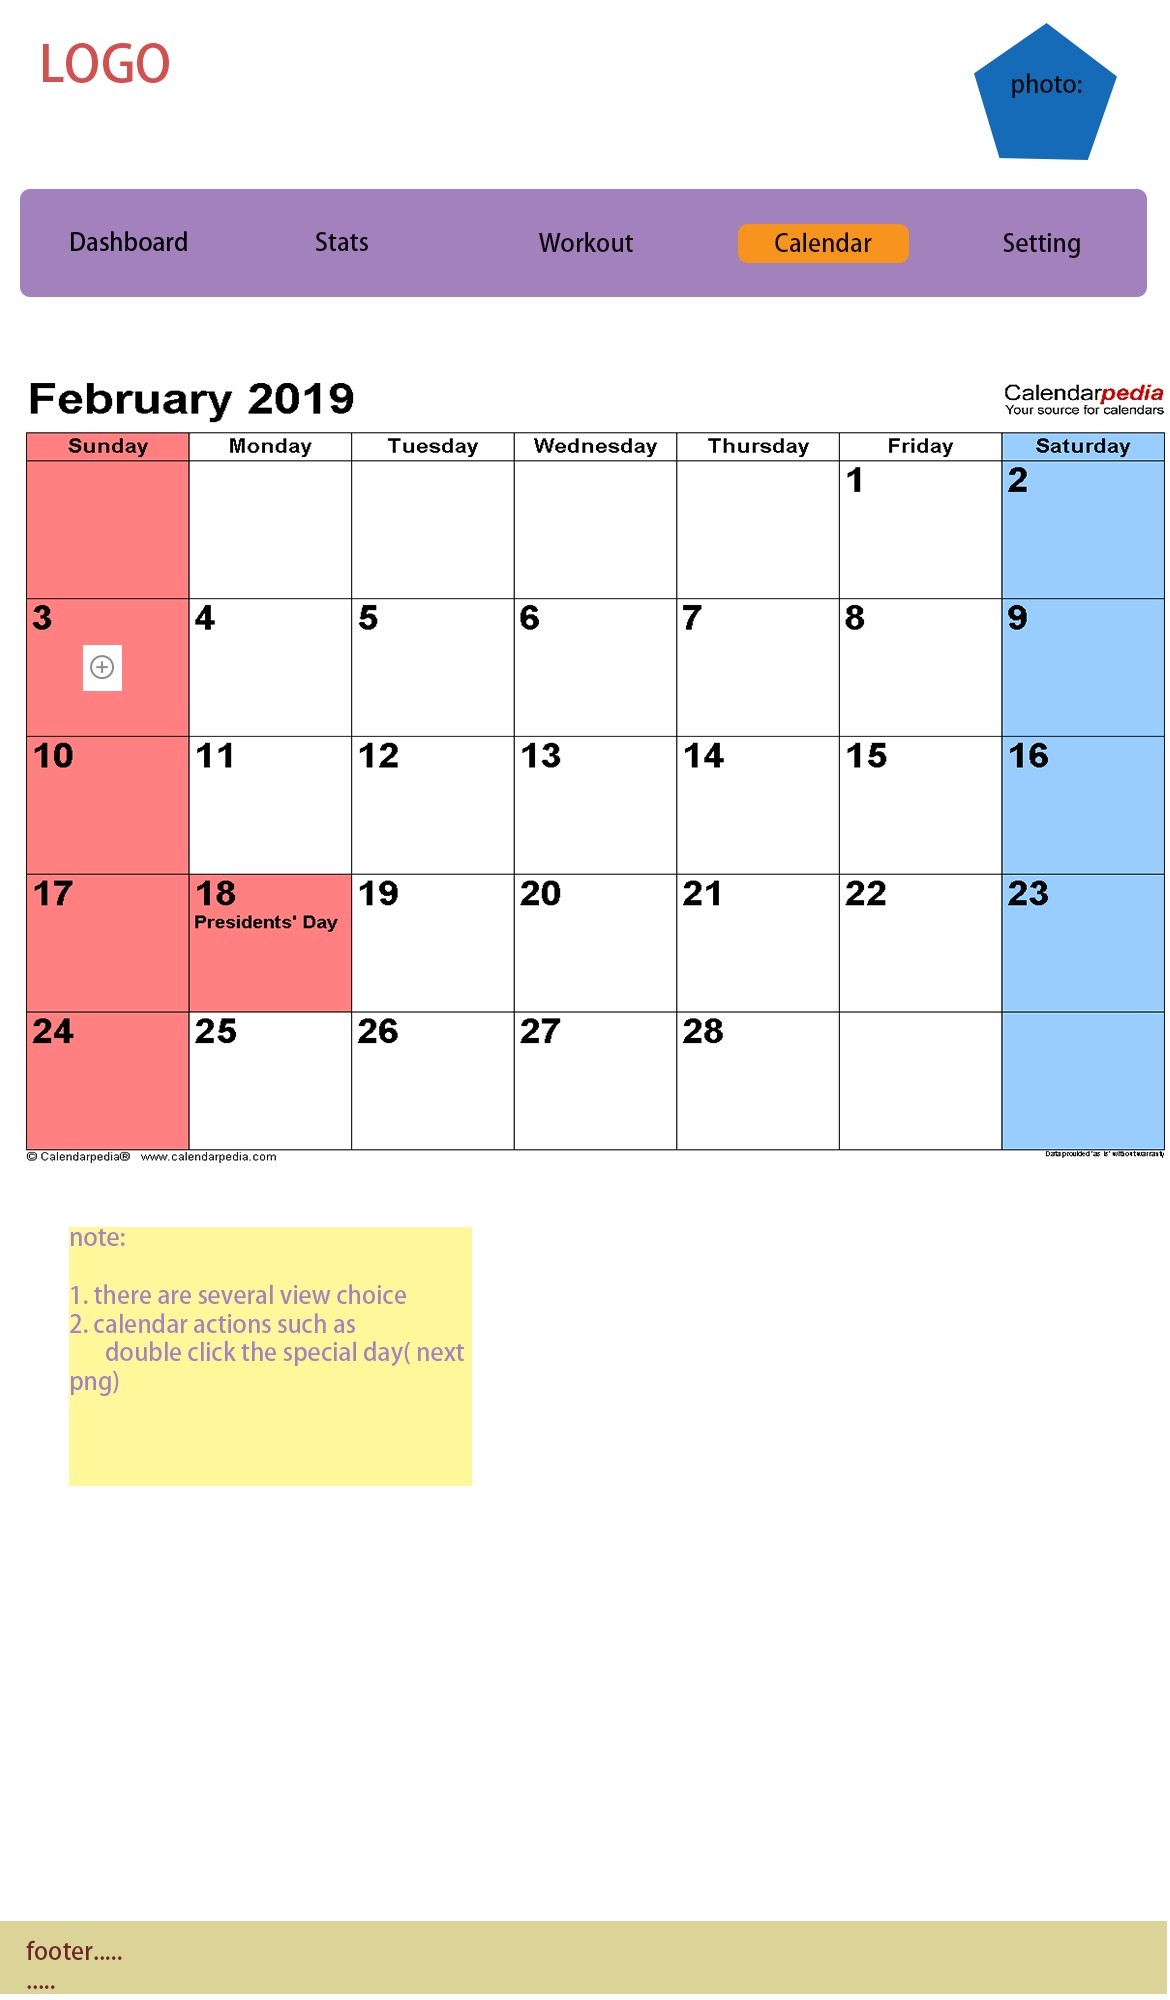 LOGO
photo:
Dashboard Stats Workout Calendar Setting
February 2019
Calendarpedia
Your source for calendars
Sunday Monday Tuesday Wednesday Thursday Friday Saturday
1 2
3 4 5 6 7 8 9
10 11 12 13 14 15 16
17 18 19 20 21 22 23
Presidents' Day
24 25 26 27 28
© Calendarpedia® www.calendarpedia.com
Data provided 'as is' without warranty
note:
1. there are several view choice
2. calendar actions such as
double click the special day( next
png)
footer.....
.....